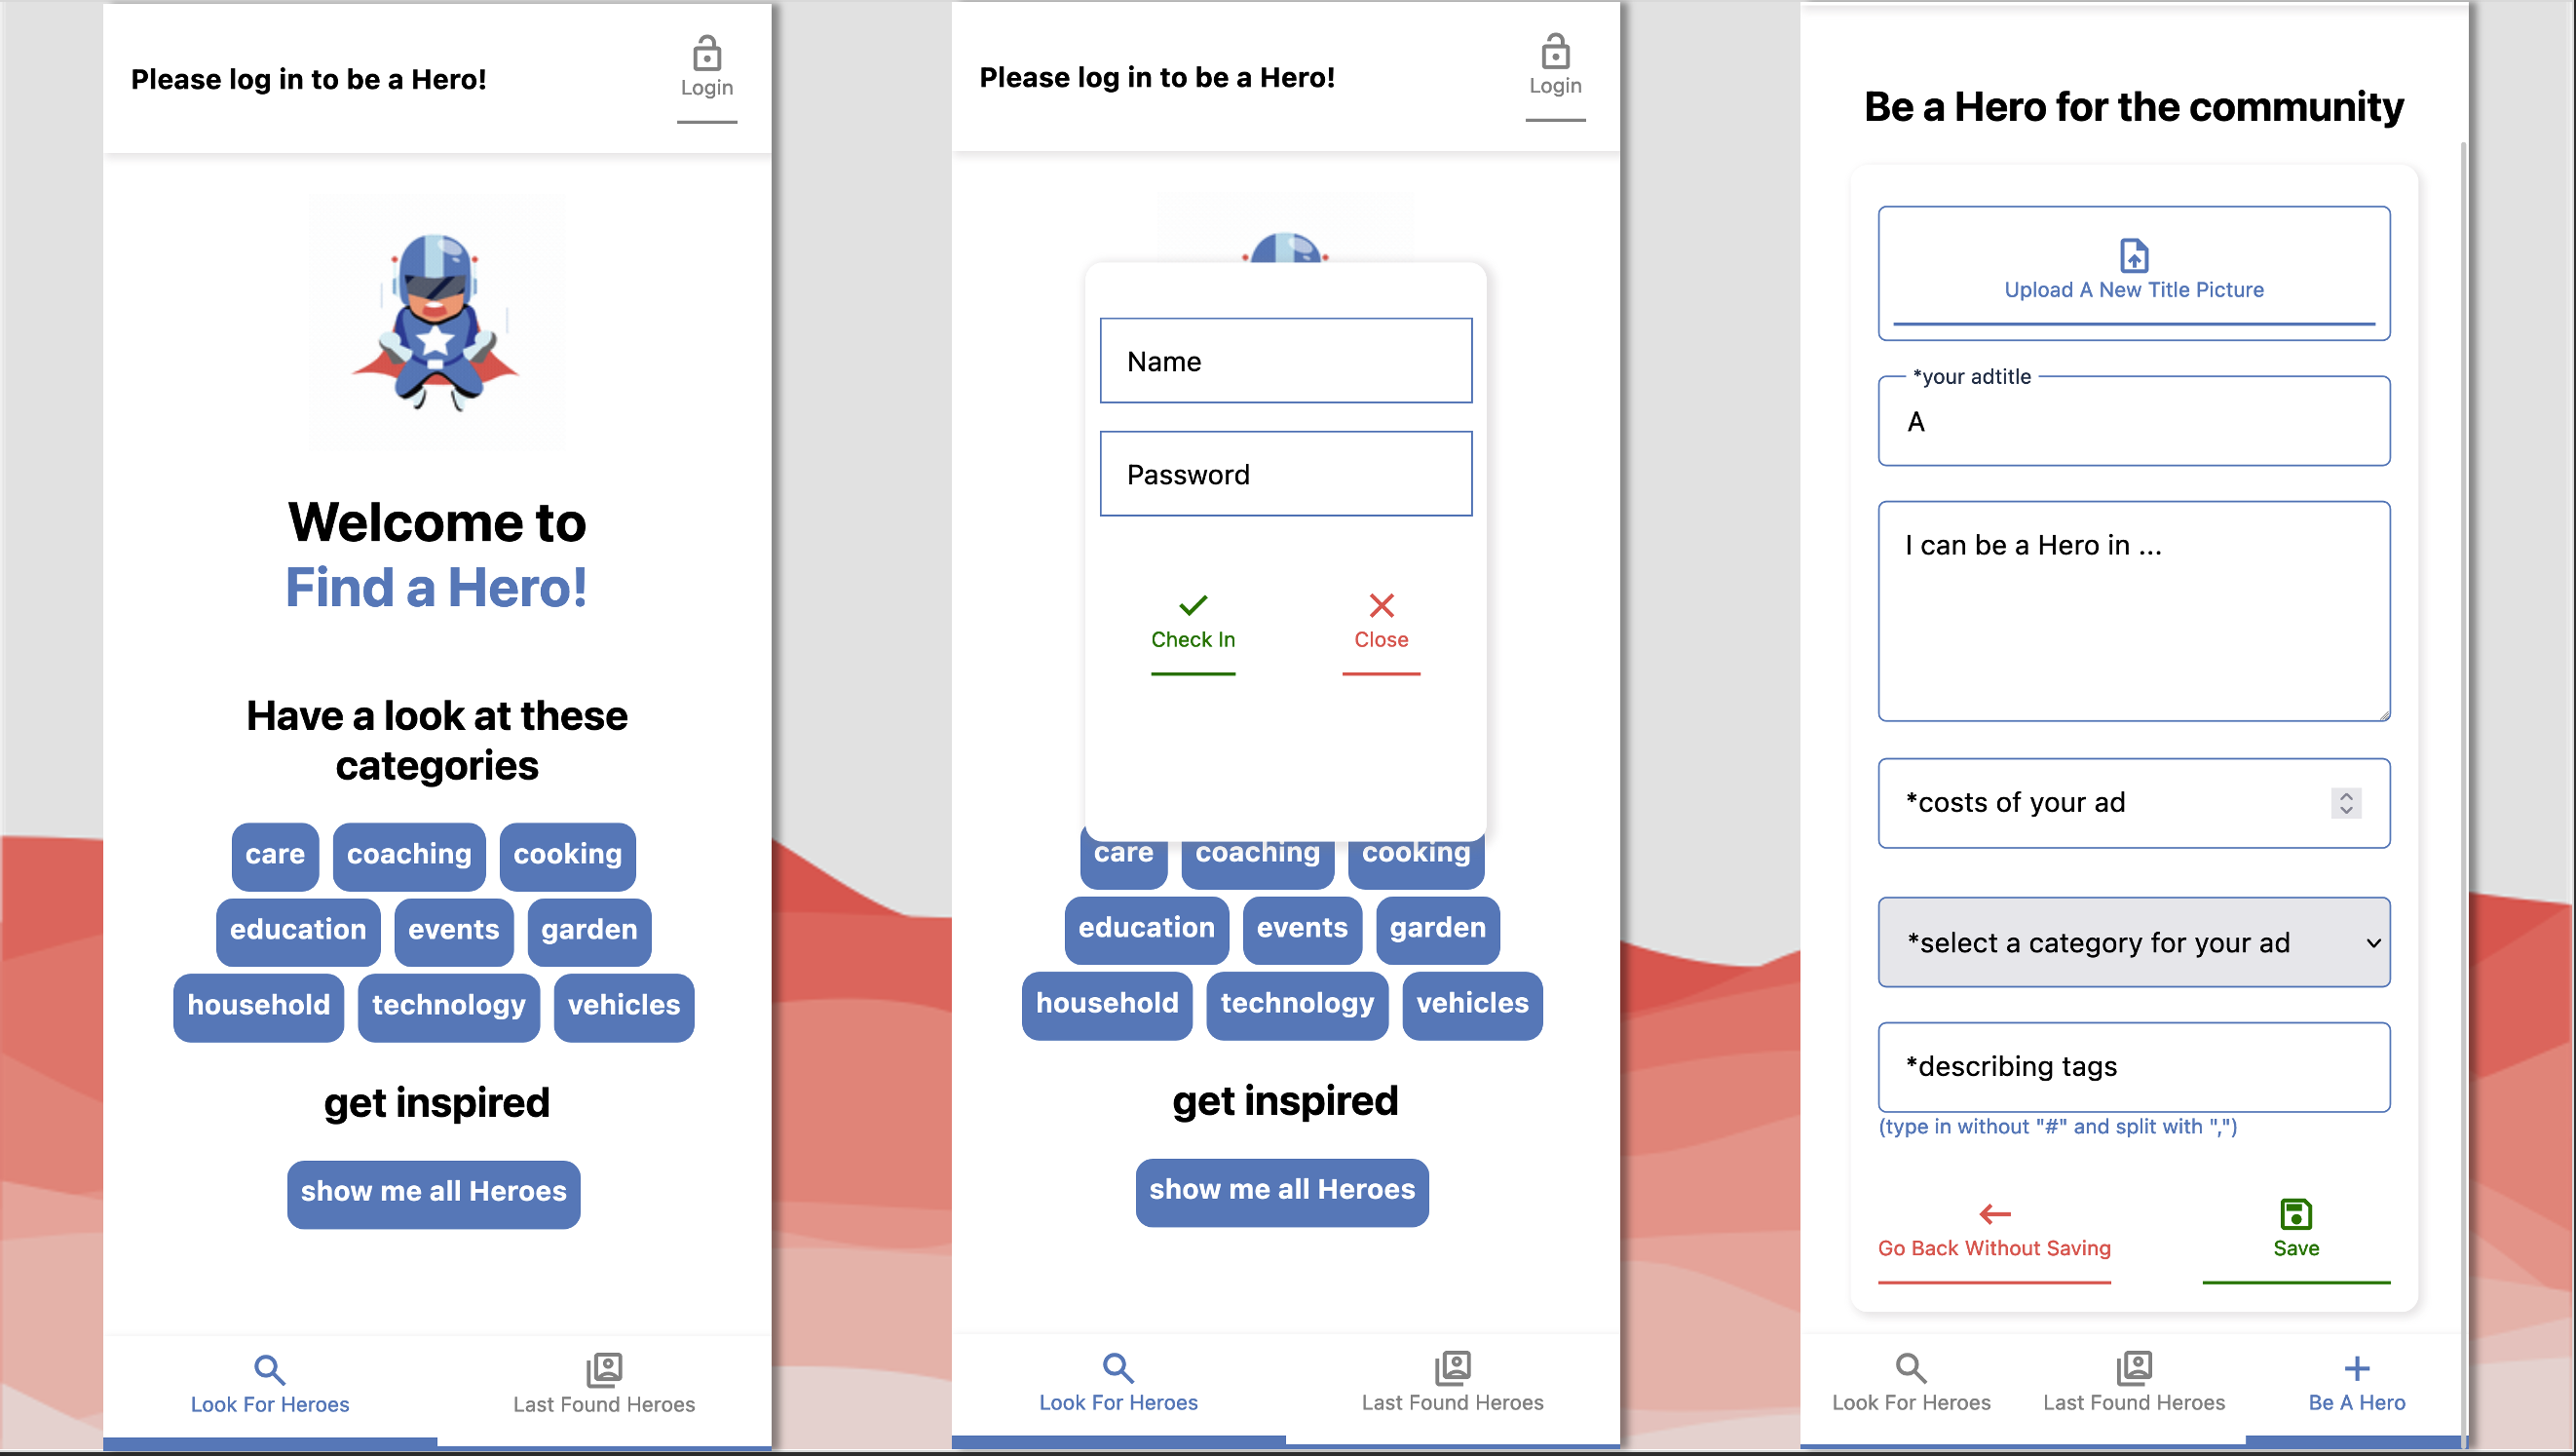 Please log in to be a Hero!
Login
Welcome to
Find a Hero!
Have a look at these
categories
care coaching cooking
education events garden
household technology vehicles
get inspired
show me all Heroes
Look For Heroes Last Found Heroes
Please log in to be a Hero!
Login
Name
Password
Check In Close
care coaching cooking
education events garden
household technology vehicles
get inspired
show me all Heroes
Look For Heroes Last Found Heroes
Be a Hero for the community
Upload A New Title Picture
*your adtitle
A
I can be a Hero in ...
*costs of your ad
*select a category for your ad
*describing tags
(type in without "#" and split with ",")
Go Back Without Saving Save
Look For Heroes Last Found Heroes Be A Hero